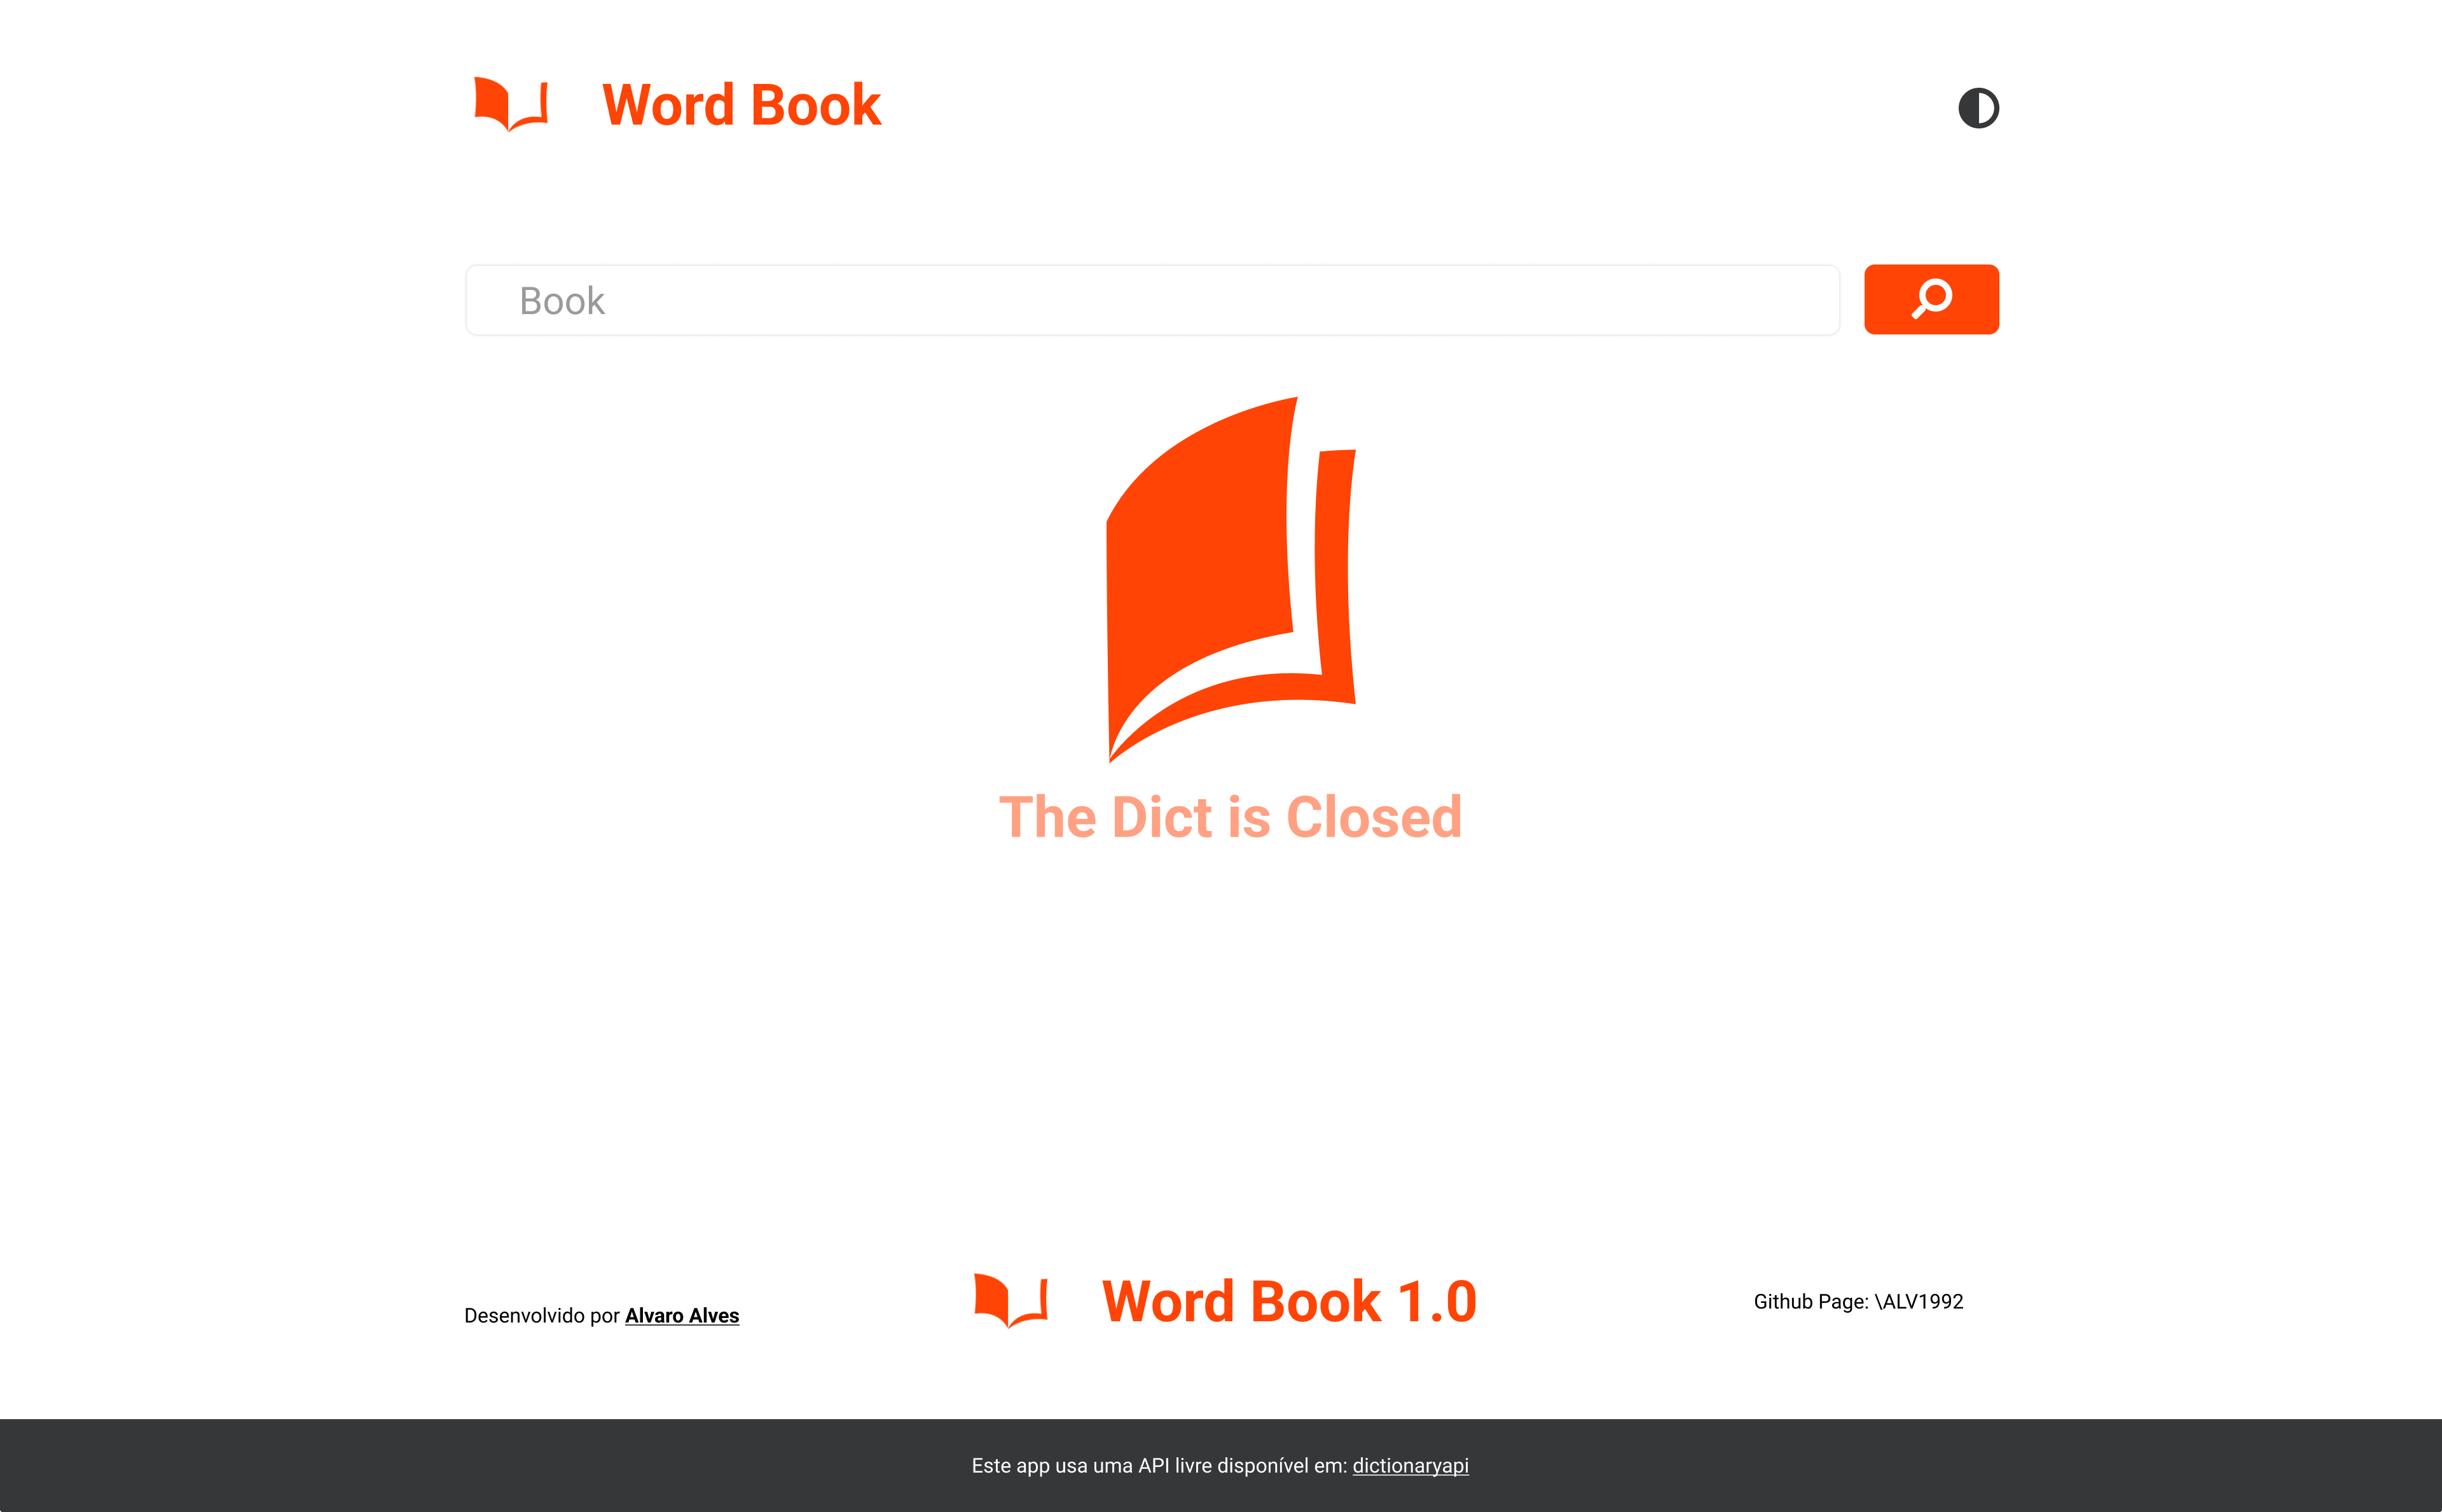 Word Book
Book
The Dict is Closed
Desenvolvido por Alvaro Alves
Word Book 1.0
Github Page: \ALV1992
Este app usa uma API livre disponível em: dictionaryapi